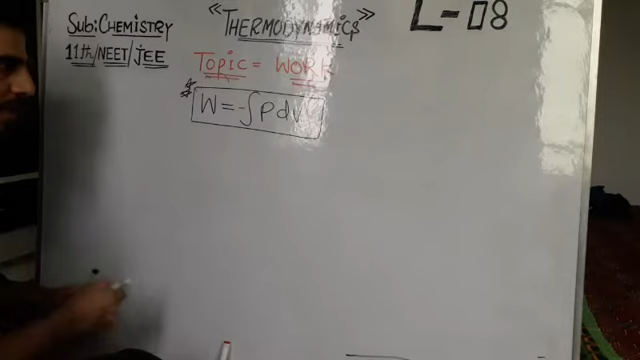 Sub: CHEMISTRY
11th/NEET/JEE
"THERMODYNAMICS"
L-08
Topic = WORK
W = -∫PdV